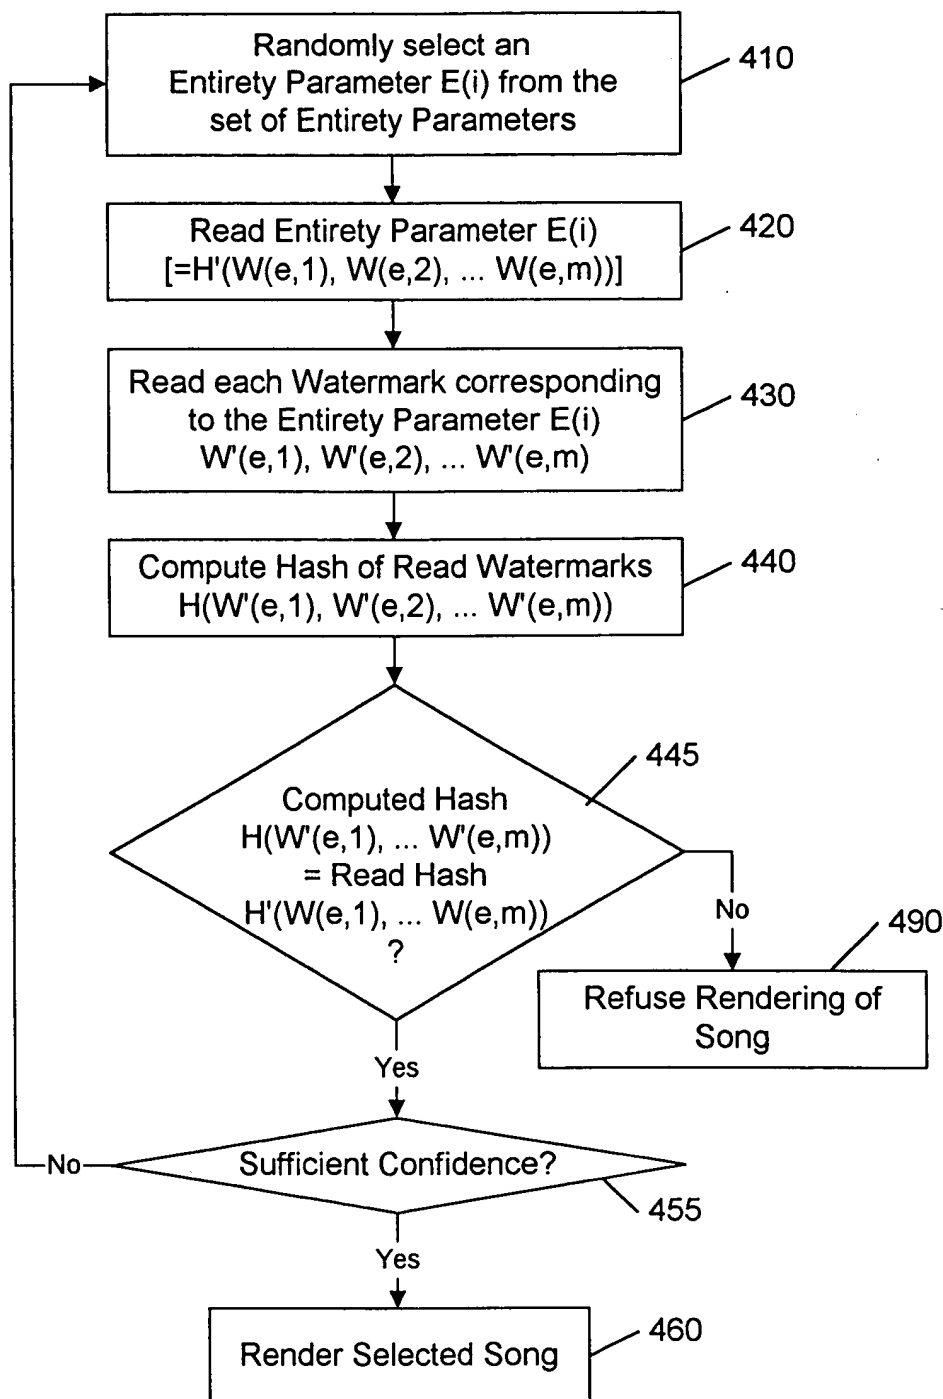 Randomly select an
Entirety Parameter E(i) from the
set of Entirety Parameters
410
Read Entirety Parameter E(i)
[=H'(W(e,1), W(e,2), ... W(e,m))]
420
Read each Watermark corresponding
to the Entirety Parameter E(i)
W'(e,1), W'(e,2), ... W'(e,m)
430
Compute Hash of Read Watermarks
H(W'(e,1), W'(e,2), ... W'(e,m))
440
445
Computed Hash
H(W'(e,1), ... W'(e,m))
= Read Hash
H'(W(e,1), ... W(e,m))
?
No
490
Refuse Rendering of
Song
Yes
Sufficient Confidence?
No
455
Yes
Render Selected Song
460